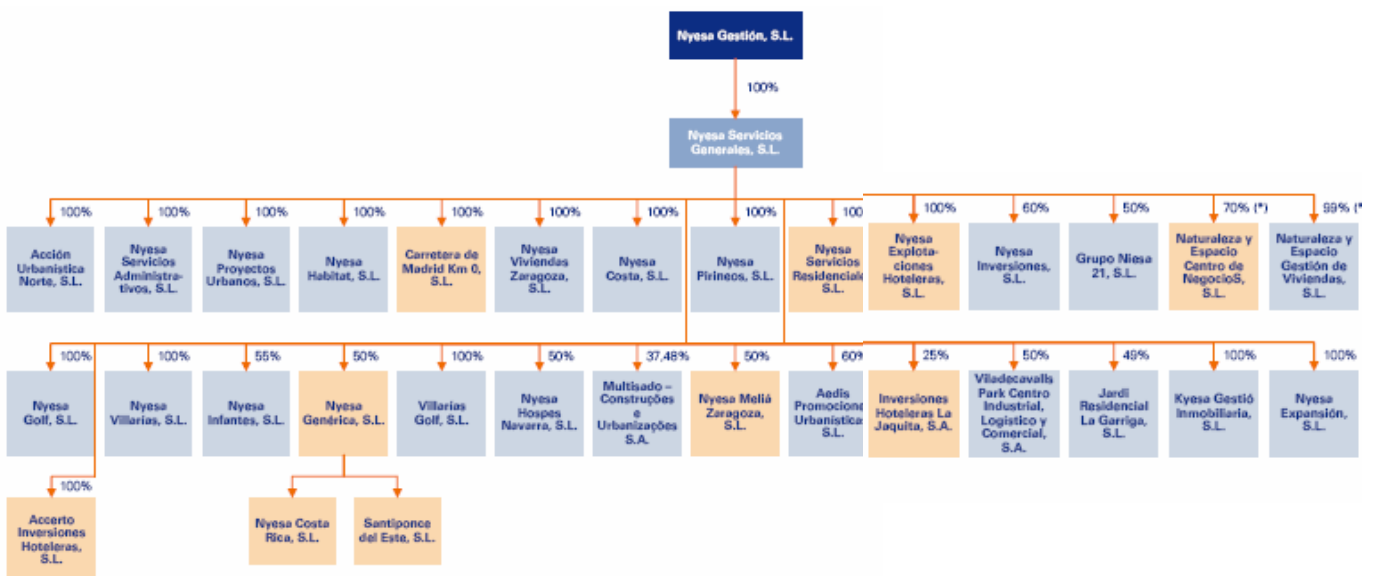 Nyesa Gestión, S.L.
100%
Nyesa Servicios
Generales, S.L.
100%
100%
100%
100%
100%
100%
100%
100%
100
100%
60%
50%
70% (*)
99% (*
Acción
Urbanística
Norte, S.L.
Nyesa
Servicios
Administra-
tivos, S.L.
Nyesa
Proyectos
Urbanos, S.L.
Nyesa
Habitat, S.L.
Carretera de
Madrid Km 0,
S.L.
Nyesa
Viviendas
Zaragoza,
S.L.
Nyesa
Costa, S.L.
Nyesa
Pirineos, S.L.
Nyesa
Servicios
Residenciale
S.L.
Nyesa
Explota-
ciones
Hoteleras,
S.L.
Nyesa
Inversiones,
S.L.
Grupo Niesa
21, S.L.
Naturaleza y
Espacio
Centro de
NegocioS,
S.L.
Naturaleza y
Espacio
Gestión de
Viviendas,
S.L.
100%
100%
55%
50%
100%
50%
37,48%
50%
60%
25%
50%
49%
100%
100%
Nyesa
Golf, S.L.
Nyesa
Villarías, S.L.
Nyesa
Infantes, S.L.
Nyesa
Genérica, S.L.
Villarías
Golf, S.L.
Nyesa
Hospes
Navarra, S.L.
Multisado –
Construções
e
Urbanizações
S.A.
Nyesa Meliá
Zaragoza,
S.L.
Aedis
Promocione
Urbanística
S.L.
Inversiones
Hoteleras La
Jaquita, S.A.
Viladecavalls
Park Centro
Industrial,
Logístico y
Comercial,
S.A.
Jardí
Residencial
La Garriga,
S.L.
Kyesa Gestió
Inmobiliaria,
S.L.
Nyesa
Expansión,
S.L.
100%
Accerto
Inversiones
Hoteleras,
S.L.
Nyesa Costa
Rica, S.L.
Santiponce
del Este, S.L.